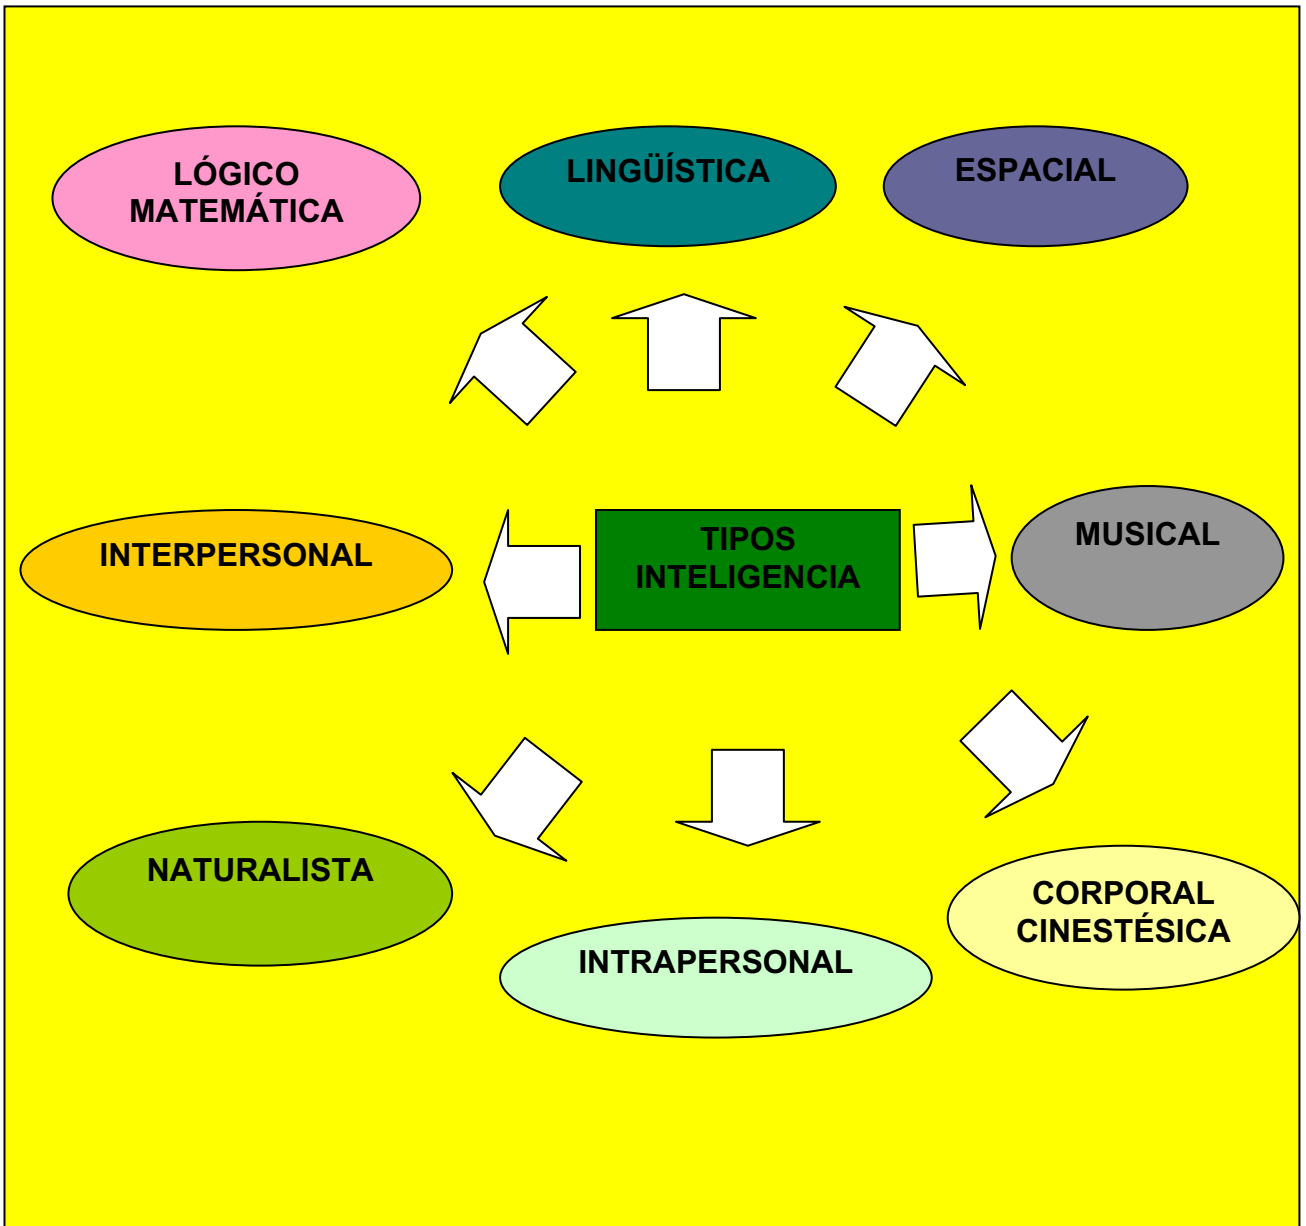 LÓGICO
MATEMÁTICA
LINGÜÍSTICA
ESPACIAL
INTERPERSONAL
TIPOS
INTELIGENCIA
MUSICAL
NATURALISTA
INTRAPERSONAL
CORPORAL
CINESTÉSICA